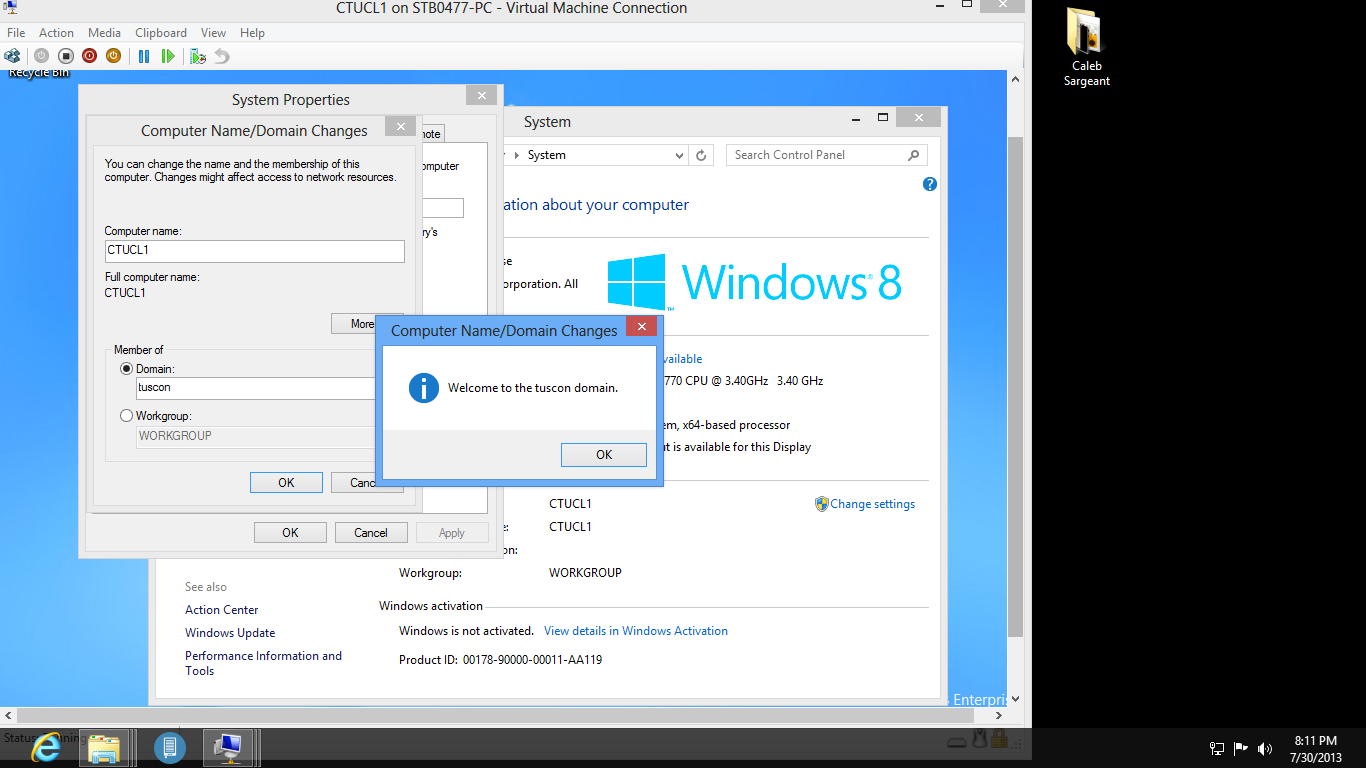 CTUCL1 on STB0477-PC - Virtual Machine Connection
File Action Media Clipboard View Help
Recycle Bin
Caleb
Sargeant
System Properties
Computer Name/Domain Changes
You can change the name and the membership of this
computer. Changes might affect access to network resources.
Computer name:
CTUCL1
Full computer name:
CTUCL1
More
Member of
Domain:
tuscon
Workgroup:
WORKGROUP
OK
OK Cancel Apply
omputer
ry's
Computer Name/Domain Changes
Welcome to the tuscon domain.
OK
System
System
Search Control Panel
ation about your computer
se
orporation. All
Windows 8
vailable
770 CPU @ 3.40GHz 3.40 GHz
em, x64-based processor
t is available for this Display
CTUCL1
Change settings
CTUCL1
on:
Workgroup: WORKGROUP
See also
Action Center
Windows Update
Performance Information and
Tools
Windows activation
Windows is not activated. View details in Windows Activation
Product ID: 00178-90000-00011-AA119
Enterpri
8:11 PM
7/30/2013